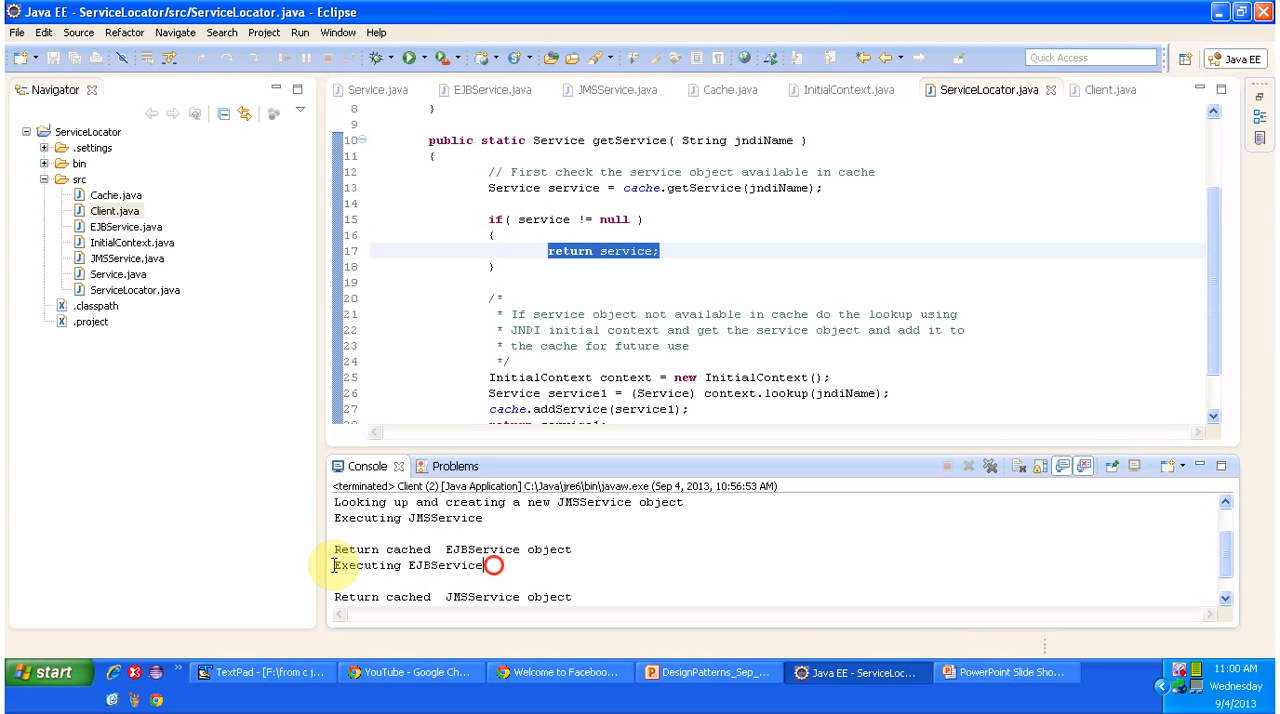 Java EE - ServiceLocator/src/ServiceLocator.java - Eclipse
File Edit Source Refactor Navigate Search Project Run Window Help
Quick Access
Java EE
Navigator
Service.java EJBService.java JMSService.java Cache.java InitialContext.java ServiceLocator.java Client.java
ServiceLocator
.settings
bin
src
Cache.java
Client.java
EJBService.java
InitialContext.java
JMSService.java
Service.java
ServiceLocator.java
.classpath
.project
8 }
9
10 public static Service getService( String jndiName )
11 {
12 // First check the service object available in cache
13 Service service = cache.getService(jndiName);
14
15 if( service != null )
16 {
17 return service;
18 }
19
20 /*
21 * If service object not available in cache do the lookup using
22 * JNDI initial context and get the service object and add it to
23 * the cache for future use
24 */
25 InitialContext context = new InitialContext();
26 Service service1 = (Service) context.lookup(jndiName);
27 cache.addService(service1);
28 return service1;
Console Problems
<terminated> Client (2) [Java Application] C:\Java\jre6\bin\javaw.exe (Sep 4, 2013, 10:56:53 AM)
Looking up and creating a new JMSService object
Executing JMSService
Return cached  EJBService object
Executing EJBService
Return cached  JMSService object
start
TextPad - [F:\from c j...
YouTube - Google Ch...
Welcome to Facebo...
DesignPatterns_Sep_...
Java EE - ServiceLoc...
PowerPoint Slide Sho...
11:00 AM
Wednesday
9/4/2013